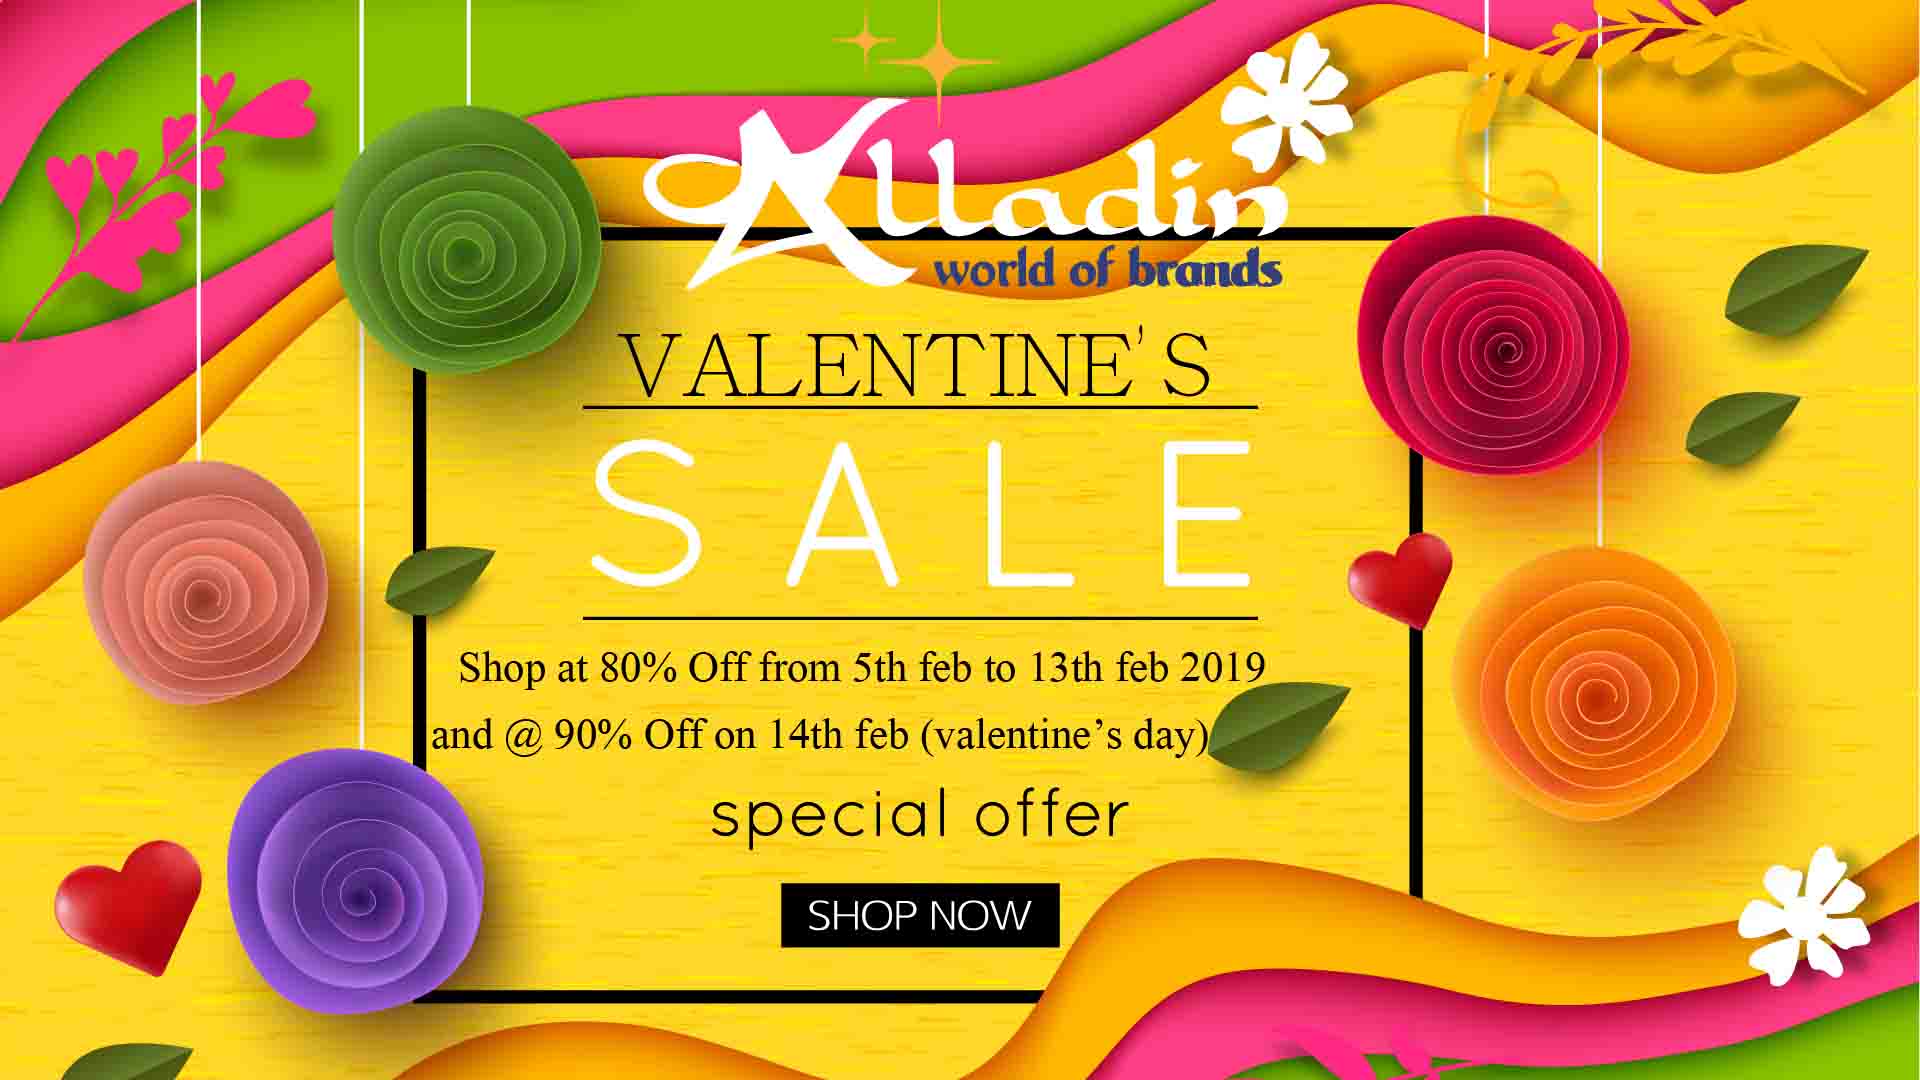 Alladin
world of brands
VALENTINE'S
SALE
Shop at 80% Off from 5th feb to 13th feb 2019
and @ 90% Off on 14th feb (valentine’s day)
special offer
SHOP NOW